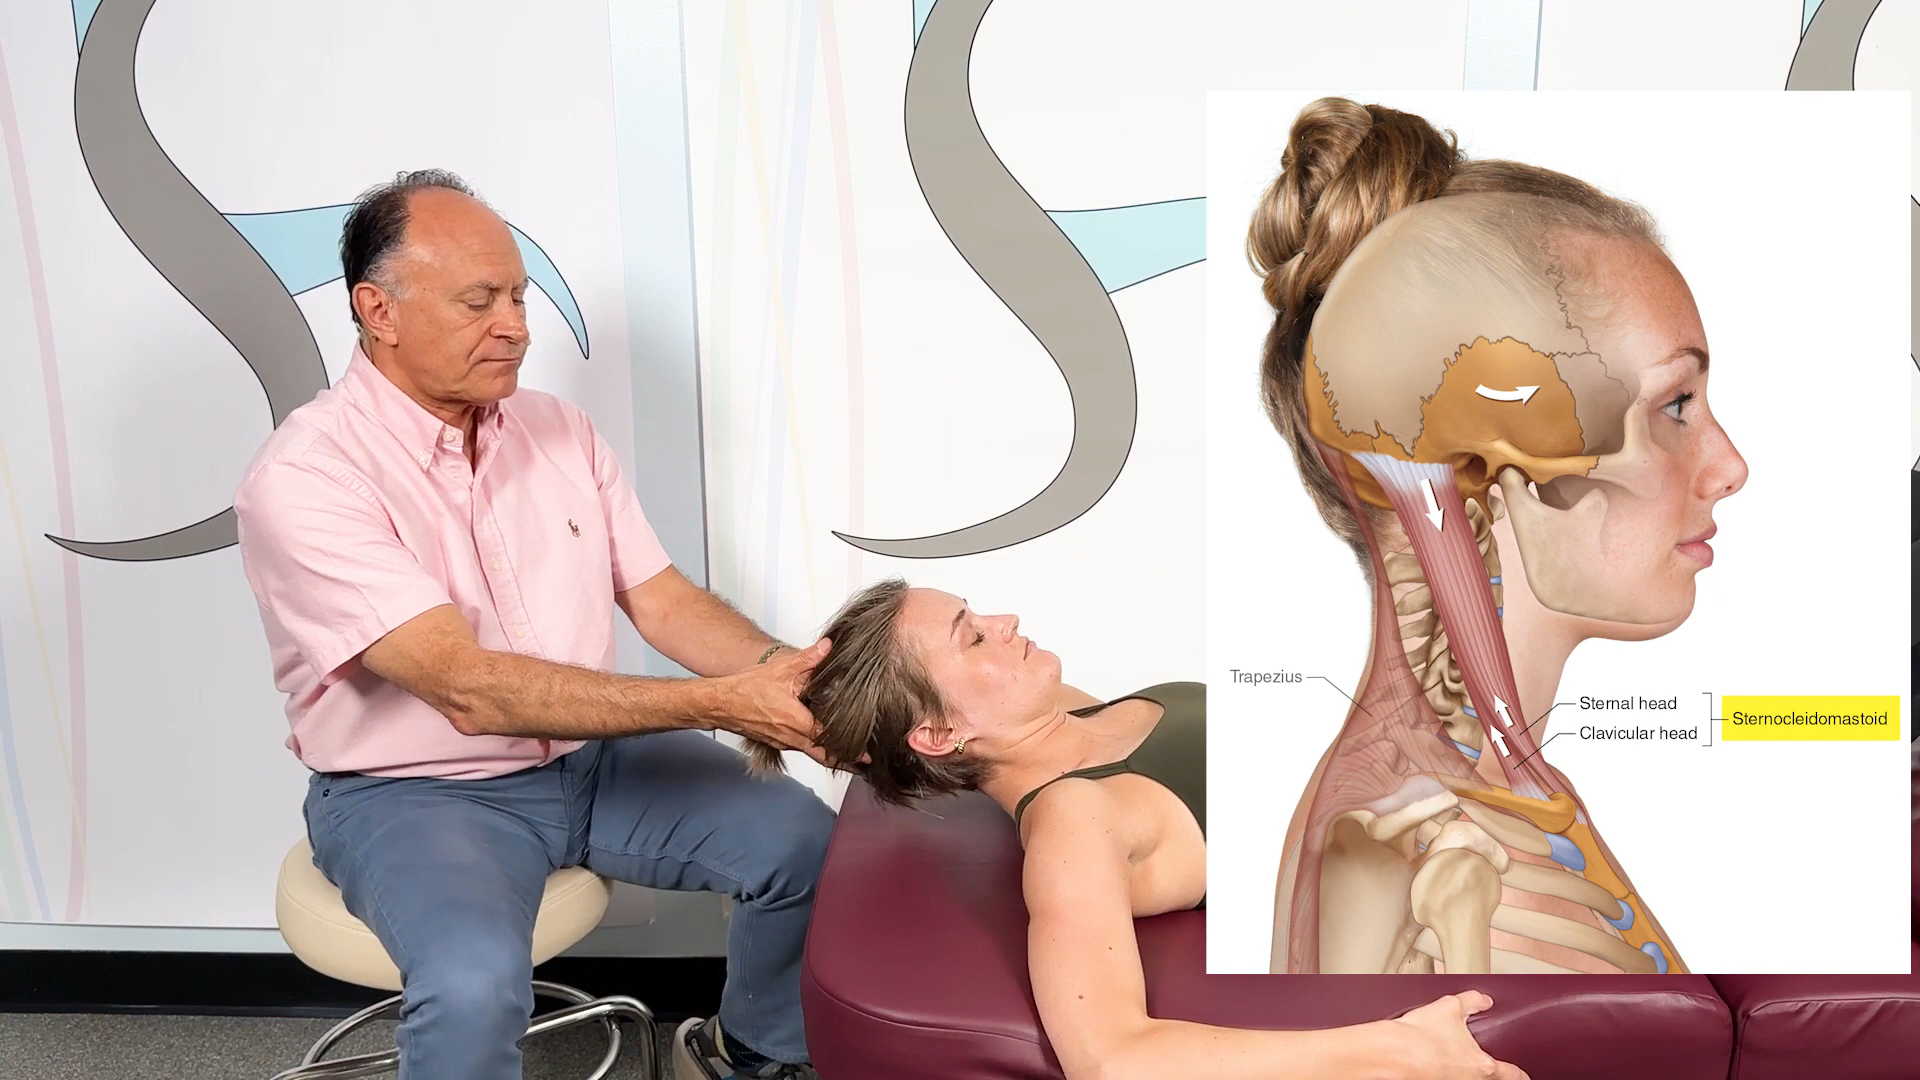 Trapezius
Sternal head
Clavicular head
Sternocleidomastoid